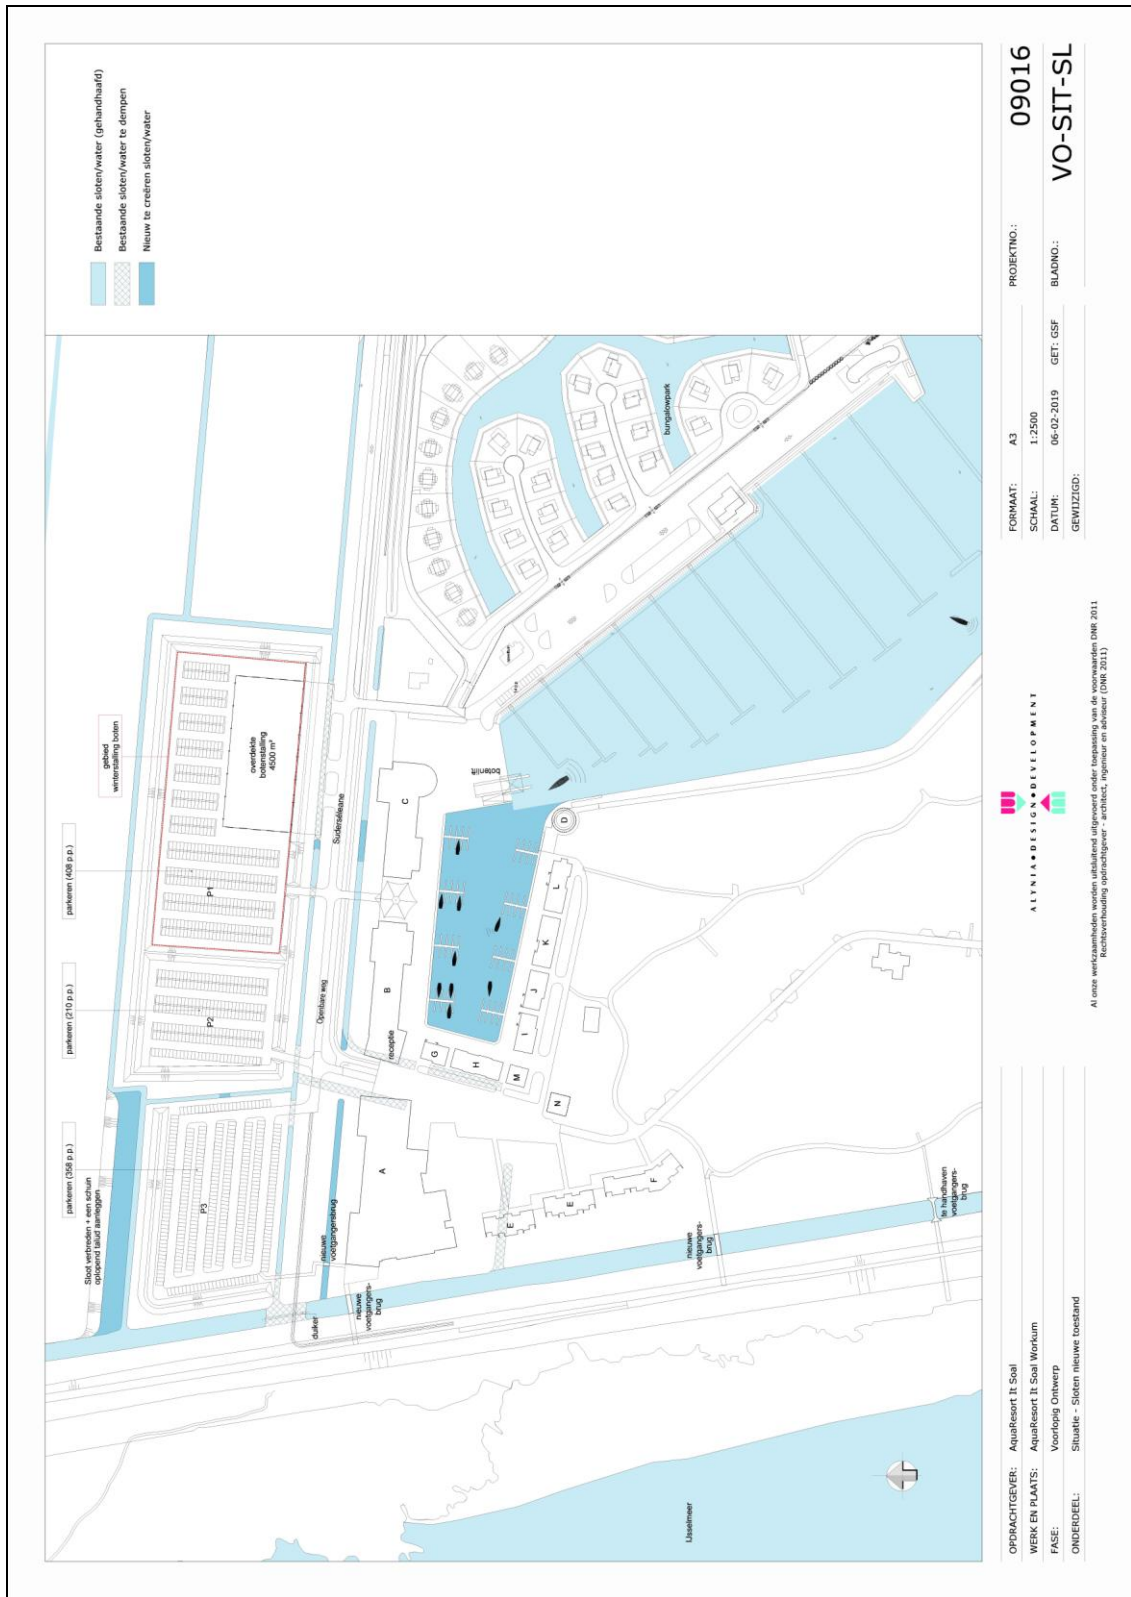 Bestaande sloten/water (gehandhaafd)
Bestaande sloten/water te dempen
Nieuw te creëren sloten/water
parkeren (358 p.p.)
parkeren (210 p.p.)
parkeren (408 p.p.)
gebied
winterstalling boten
Sloot verbreden + een schuin
oplopend talud aanleggen
P3
P2
P1
overdekte
botenstalling
4500 m²
Openbare weg
Suderséleane
duiker
nieuwe
voetgangersbrug
nieuwe
voetgangers-
brug
A
B
receptie
C
G
H
M
N
I
J
K
L
D
E
E
F
botenlift
bungalowpark
nieuwe
voetgangers-
brug
te handhaven
voetgangers-
brug
IJsselmeer
OPDRACHTGEVER: AquaResort It Soal
WERK EN PLAATS: AquaResort It Soal Workum
FASE: Voorlopig Ontwerp
ONDERDEEL: Situatie - Sloten nieuwe toestand
ALYNIA DESIGN DEVELOPMENT
Al onze werkzaamheden worden uitsluitend uitgevoerd onder toepassing van de voorwaarden DNR 2011
Rechtsverhouding opdrachtgever - architect, ingenieur en adviseur (DNR 2011)
FORMAAT: A3
SCHAAL: 1:2500
DATUM: 06-02-2019 GET: GSF
GEWIJZIGD:
PROJEKTNO.: 09016
BLADNO.: VO-SIT-SL